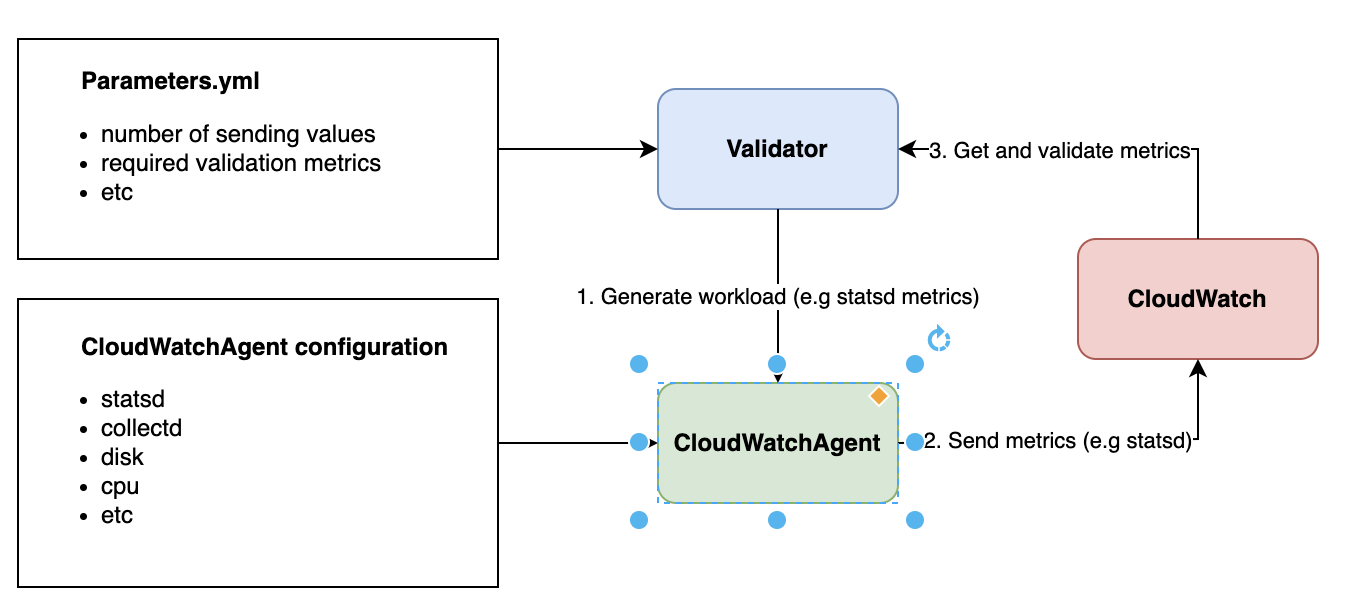 Parameters.yml
• number of sending values
• required validation metrics
• etc
Validator
3. Get and validate metrics
1. Generate workload (e.g statsd metrics)
CloudWatch
CloudWatchAgent configuration
• statsd
• collectd
• disk
• cpu
• etc
CloudWatchAgent
2. Send metrics (e.g statsd)